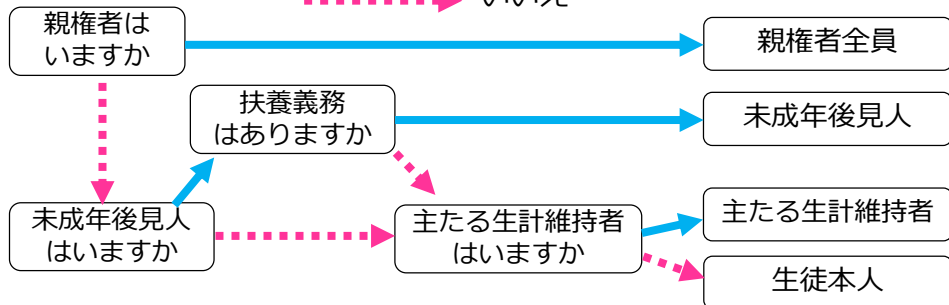 いいえ
親権者は
いますか
親権者全員
扶養義務
はありますか
未成年後見人
未成年後見人
はいますか
主たる生計維持者
はいますか
主たる生計維持者
生徒本人